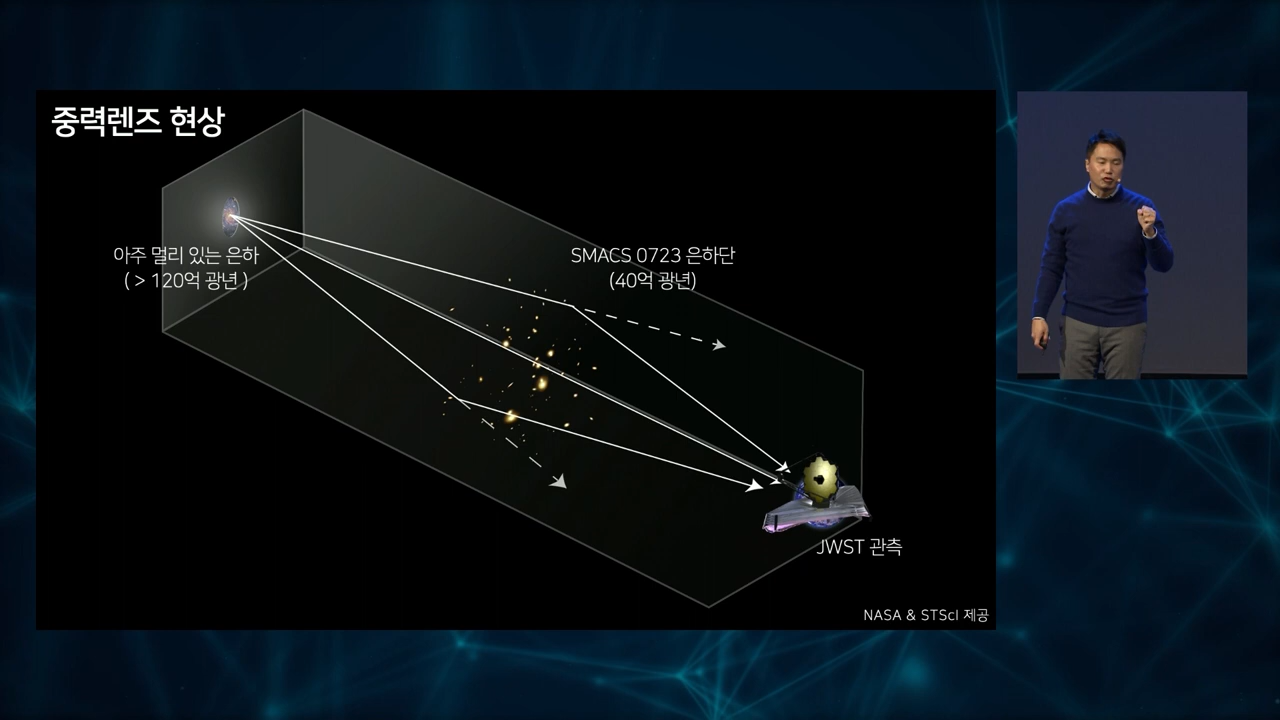 중력렌즈 현상
아주 멀리 있는 은하
( > 120억 광년 )
SMACS 0723 은하단
(40억 광년)
JWST 관측
NASA & STScI 제공